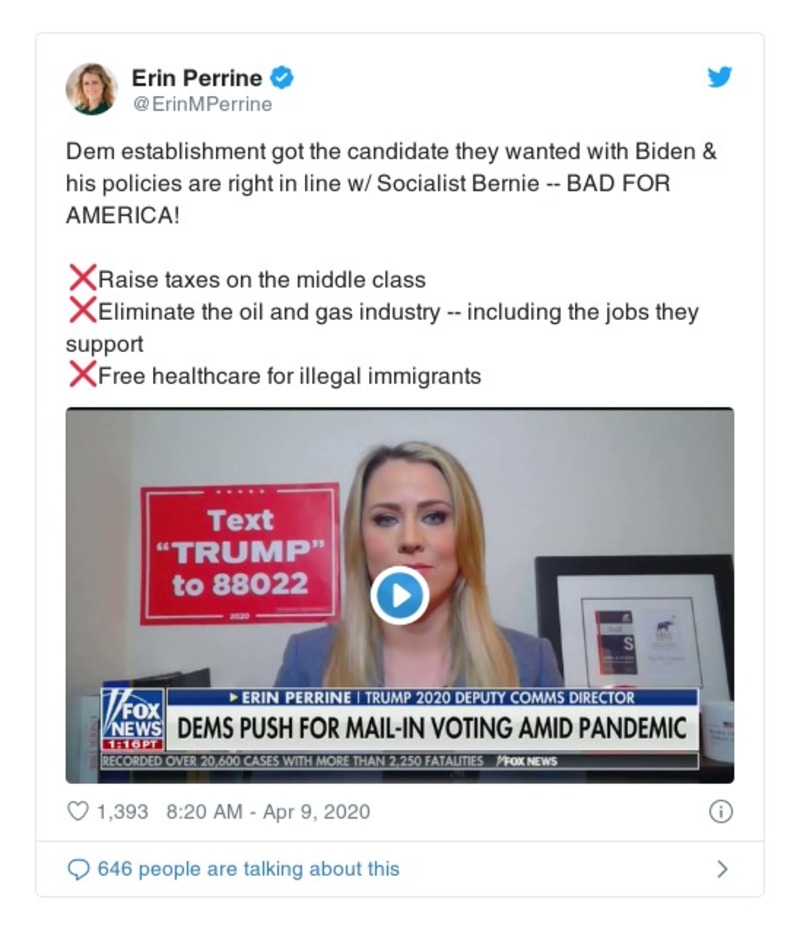 Erin Perrine
@ErinMPerrine
Dem establishment got the candidate they wanted with Biden &
his policies are right in line w/ Socialist Bernie -- BAD FOR
AMERICA!
❌Raise taxes on the middle class
❌Eliminate the oil and gas industry -- including the jobs they
support
❌Free healthcare for illegal immigrants
Text
“TRUMP”
to 88022
2020
S
FOX
NEWS
1:16PT
ERIN PERRINE | TRUMP 2020 DEPUTY COMMS DIRECTOR
DEMS PUSH FOR MAIL-IN VOTING AMID PANDEMIC
RECORDED OVER 20,600 CASES WITH MORE THAN 2,250 FATALITIES FOX NEWS
1,393 8:20 AM - Apr 9, 2020
646 people are talking about this